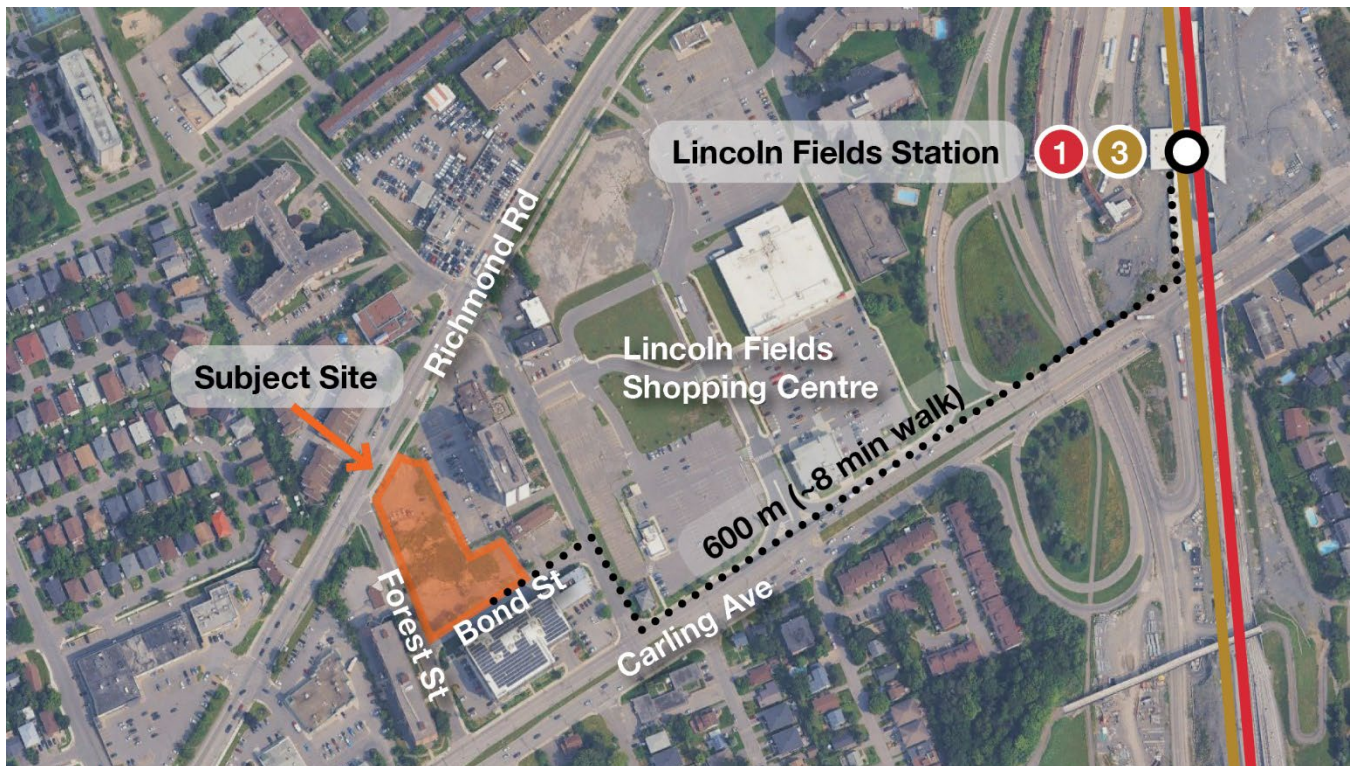 Lincoln Fields Station 1 3
Richmond Rd
Lincoln Fields
Shopping Centre
Subject Site
600 m (~8 min walk)
Forest St
Bond St
Carling Ave